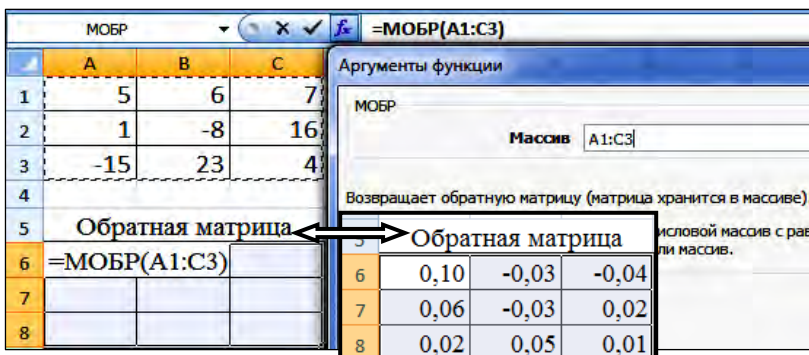 МОБР fx =МОБР(A1:C3)
A B C Аргументы функции
1 5 6 7
МОБР
2 1 -8 16
Массив A1:C3
3 -15 23 4
4
Возвращает обратную матрицу (матрица хранится в массиве)
5 Обратная матрица
5 Обратная матрица
исловой массив с рав
ли массив.
6 =МОБР(A1:C3)
6 0,10 -0,03 -0,04
7
7 0,06 -0,03 0,02
8
8 0,02 0,05 0,01